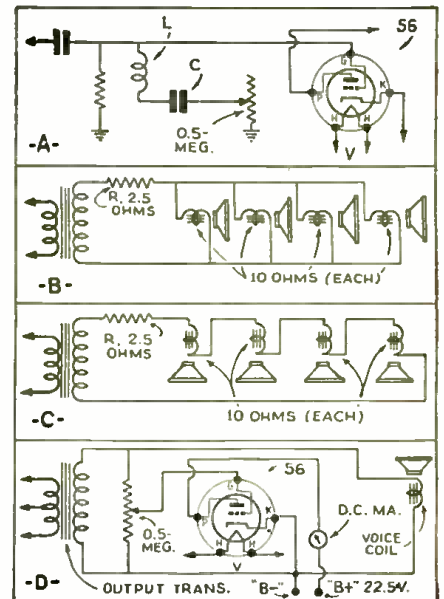 L
56
C
G
P
K
H
H
0.5-
MEG.
V
-A-
R, 2.5
OHMS
10 OHMS (EACH)
-B-
R, 2.5
OHMS
10 OHMS (EACH)
-C-
56
G
P
K
H
H
0.5-
MEG.
D.C. MA.
VOICE
COIL
V
-D-
OUTPUT TRANS.
"B-"
"B+" 22.5V.